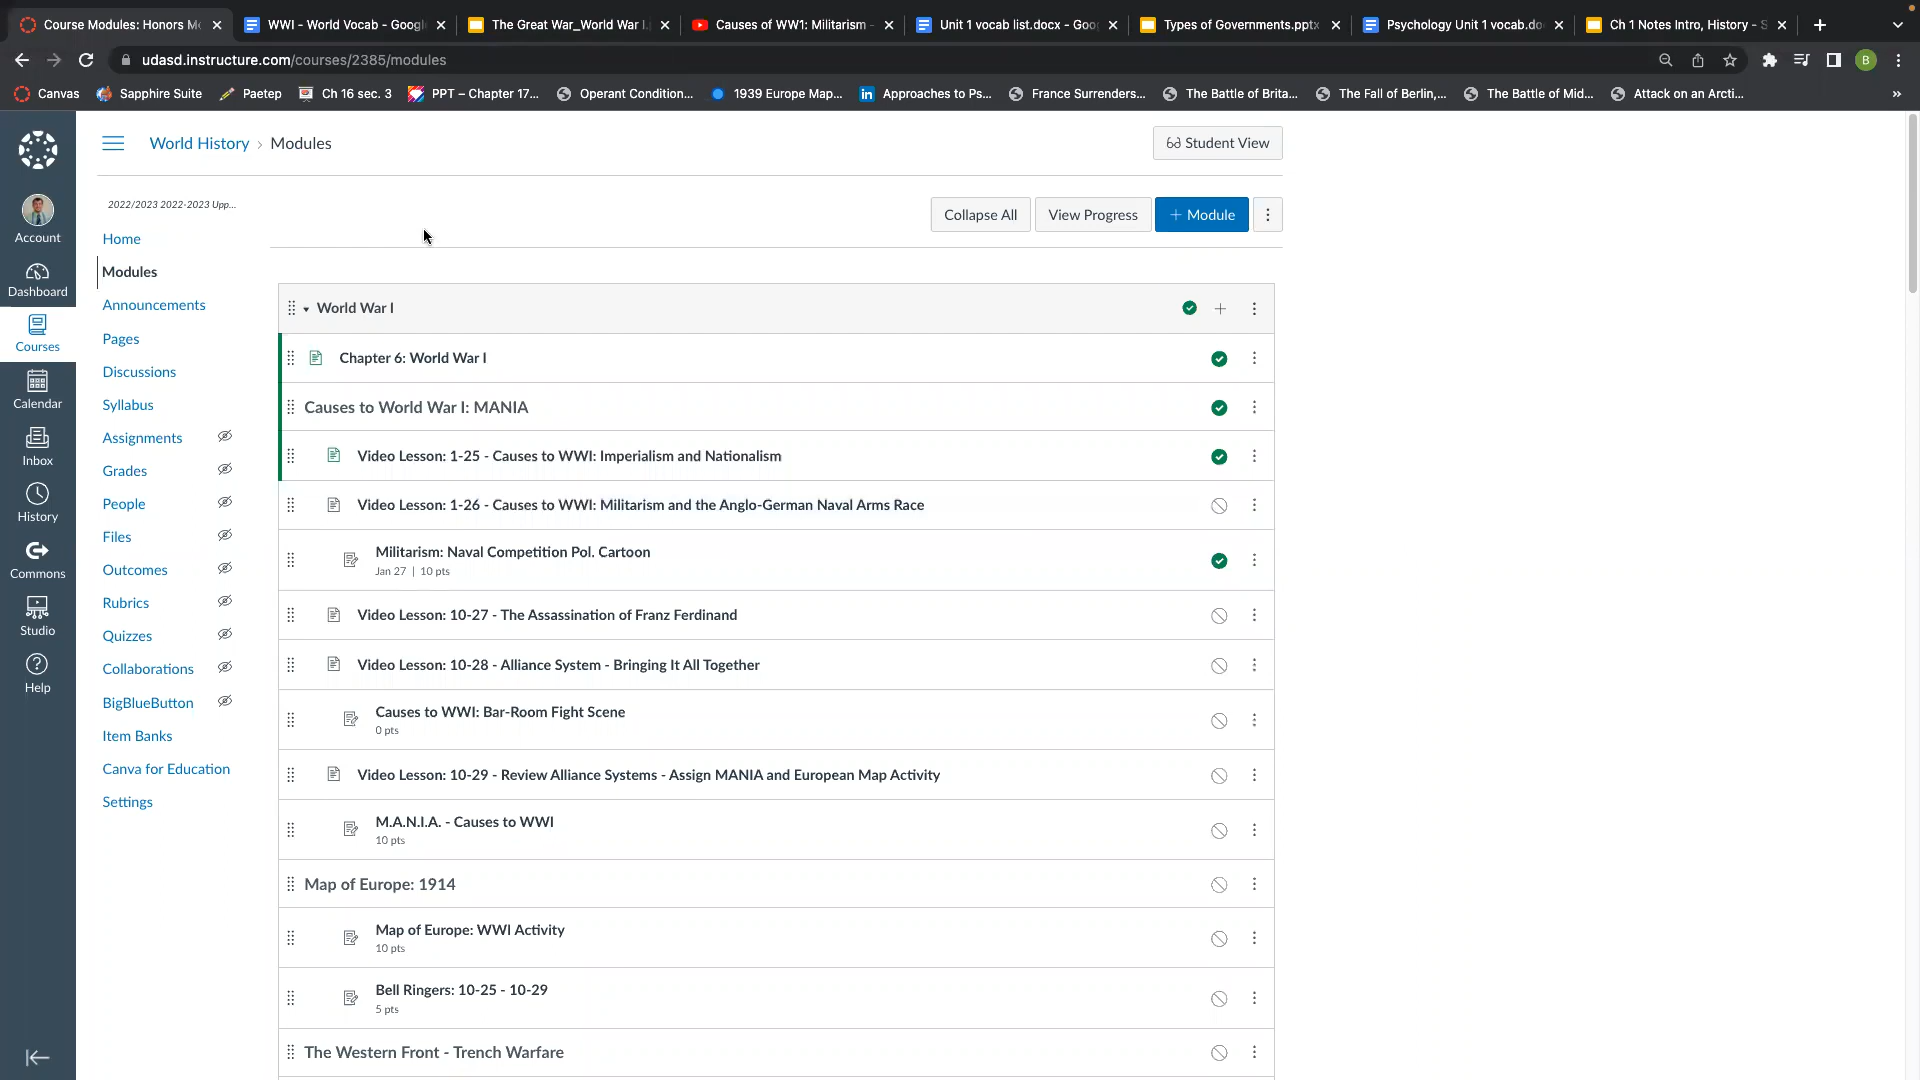 Course Modules: Honors Mo
WWI - World Vocab - Google
The Great War_World War I.
Causes of WW1: Militarism -
Unit 1 vocab list.docx - Goo
Types of Governments.pptx
Psychology Unit 1 vocab.do
Ch 1 Notes Intro, History - S
udasd.instructure.com/courses/2385/modules
B
Canvas
Sapphire Suite
Paetep
Ch 16 sec. 3
PPT – Chapter 17...
Operant Condition...
1939 Europe Map...
Approaches to Ps...
France Surrenders...
The Battle of Brita...
The Fall of Berlin,...
The Battle of Mid...
Attack on an Arcti...
World History › Modules
Student View
2022/2023 2022-2023 Upp...
Collapse All
View Progress
+ Module
Account
Dashboard
Courses
Calendar
Inbox
History
Commons
Studio
Help
Home
Modules
Announcements
Pages
Discussions
Syllabus
Assignments
Grades
People
Files
Outcomes
Rubrics
Quizzes
Collaborations
BigBlueButton
Item Banks
Canva for Education
Settings
World War I
Chapter 6: World War I
Causes to World War I: MANIA
Video Lesson: 1-25 - Causes to WWI: Imperialism and Nationalism
Video Lesson: 1-26 - Causes to WWI: Militarism and the Anglo-German Naval Arms Race
Militarism: Naval Competition Pol. Cartoon
Jan 27 | 10 pts
Video Lesson: 10-27 - The Assassination of Franz Ferdinand
Video Lesson: 10-28 - Alliance System - Bringing It All Together
Causes to WWI: Bar-Room Fight Scene
0 pts
Video Lesson: 10-29 - Review Alliance Systems - Assign MANIA and European Map Activity
M.A.N.I.A. - Causes to WWI
10 pts
Map of Europe: 1914
Map of Europe: WWI Activity
10 pts
Bell Ringers: 10-25 - 10-29
5 pts
The Western Front - Trench Warfare